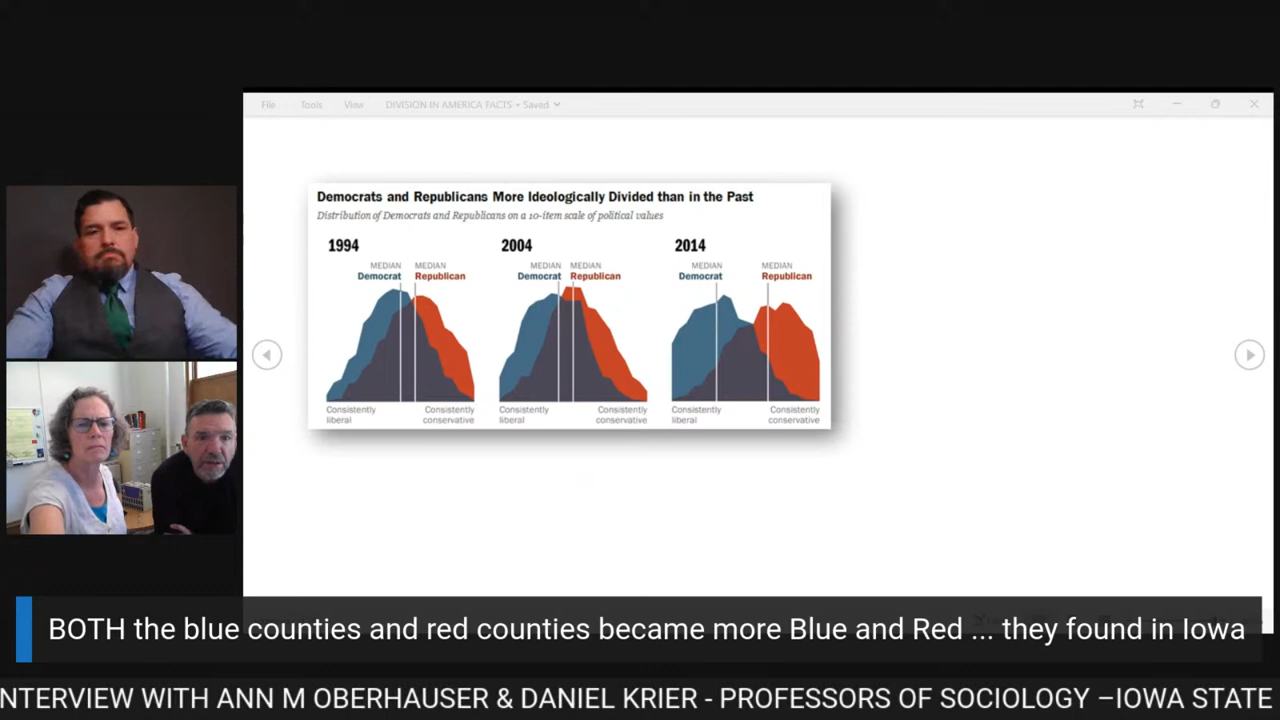 File Tools View DIVISION IN AMERICA FACTS • Saved
Democrats and Republicans More Ideologically Divided than in the Past
Distribution of Democrats and Republicans on a 10-item scale of political values
1994
MEDIAN MEDIAN
Democrat Republican
Consistently Consistently
liberal conservative
2004
MEDIAN MEDIAN
Democrat Republican
Consistently Consistently
liberal conservative
2014
MEDIAN MEDIAN
Democrat Republican
Consistently Consistently
liberal conservative
BOTH the blue counties and red counties became more Blue and Red ... they found in Iowa
NTERVIEW WITH ANN M OBERHAUSER & DANIEL KRIER - PROFESSORS OF SOCIOLOGY –IOWA STATE